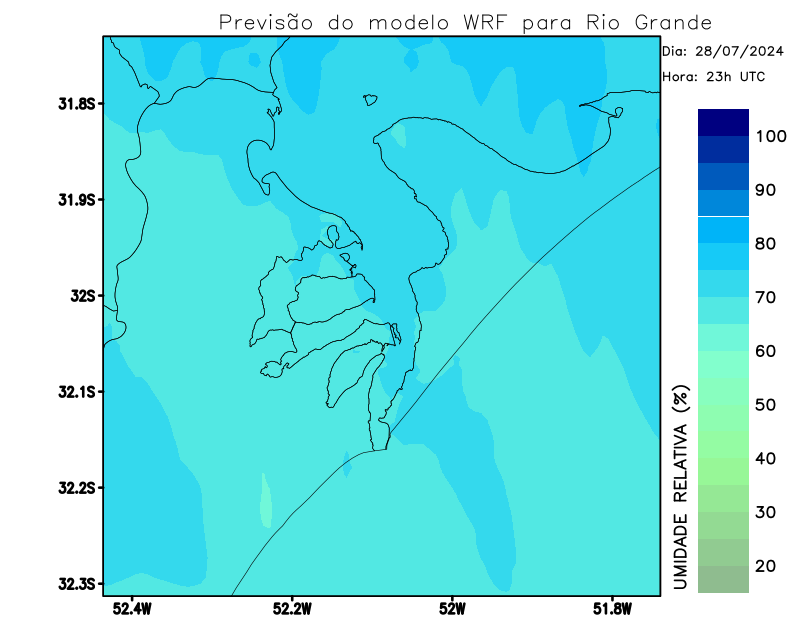 Previsão do modelo WRF para Rio Grande
Dia: 28/07/2024
Hora: 23h UTC
31.8S
31.9S
32S
32.1S
32.2S
32.3S
52.4W
52.2W
52W
51.8W
100
90
80
70
60
50
40
30
20
UMIDADE RELATIVA (%)